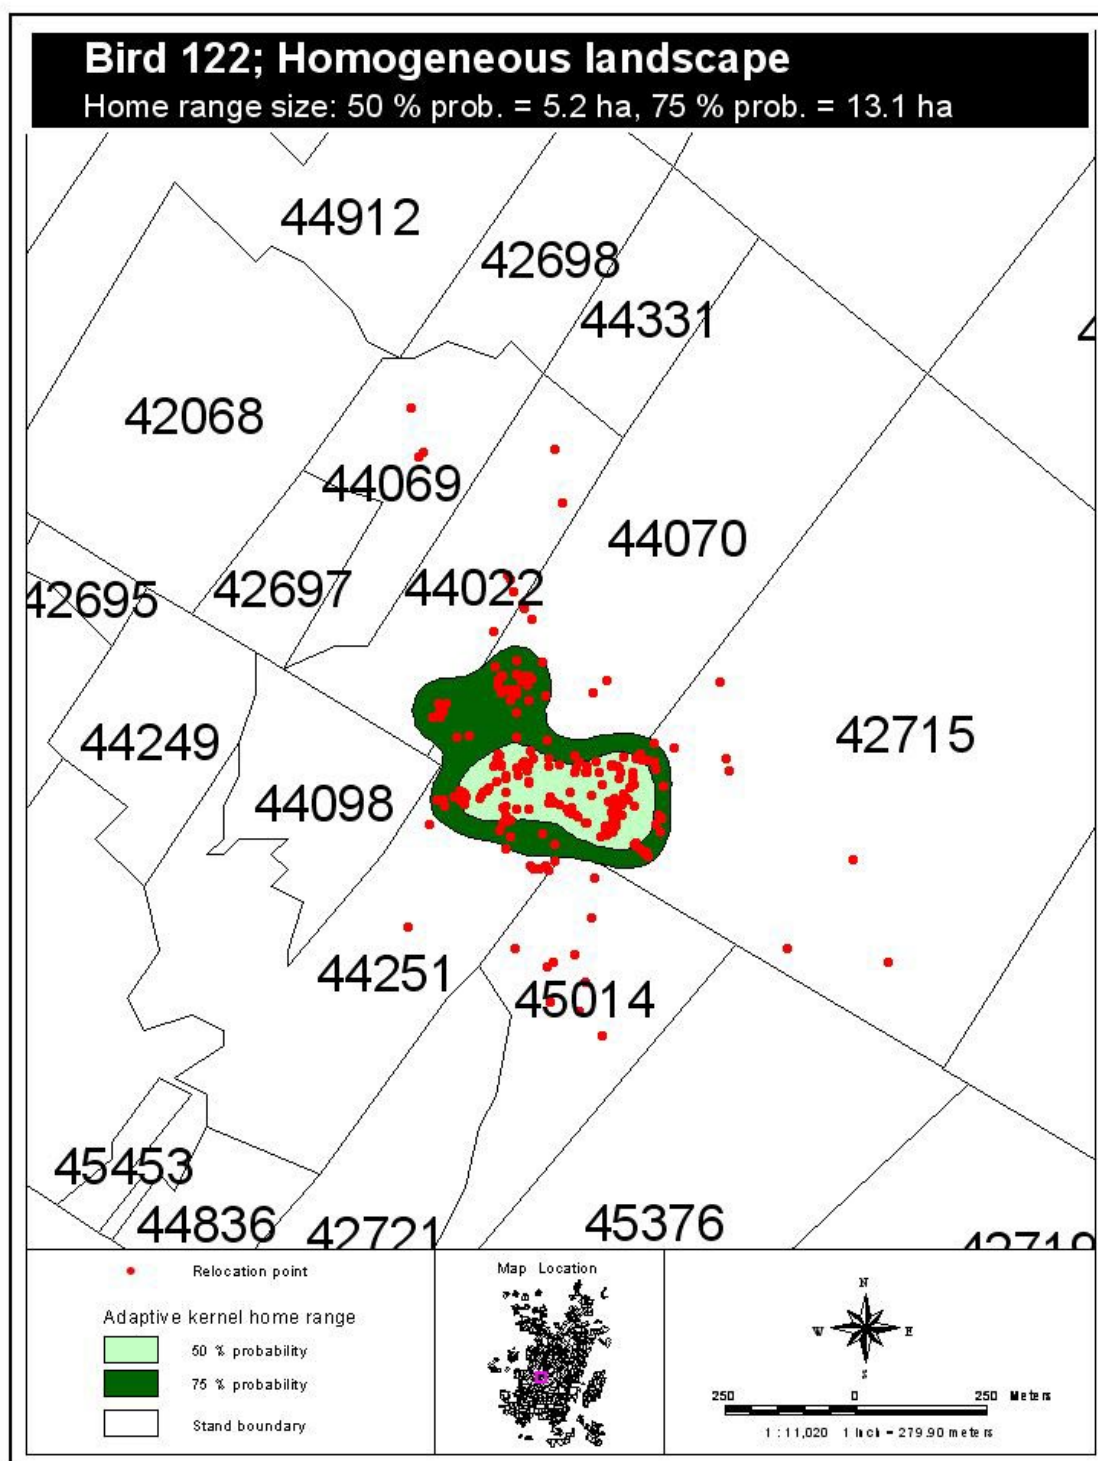 Bird 122; Homogeneous landscape
Home range size: 50 % prob. = 5.2 ha, 75 % prob. = 13.1 ha
44912
42698
44331
42068
44069
44070
42697
44022
42695
42715
44249
44098
44251
45014
45453
44836
42721
45376
42719
Relocation point
Adaptive kernel home range
50 % probability
75 % probability
Stand boundary
Map Location
N
W E
S
250 0 250 Meters
1 : 11,020 1 Inch = 279.90 meters